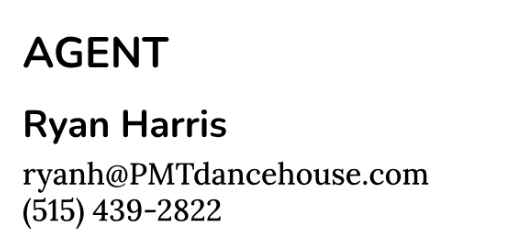 AGENT
Ryan Harris
ryanh@PMTdancehouse.com
(515) 439-2822